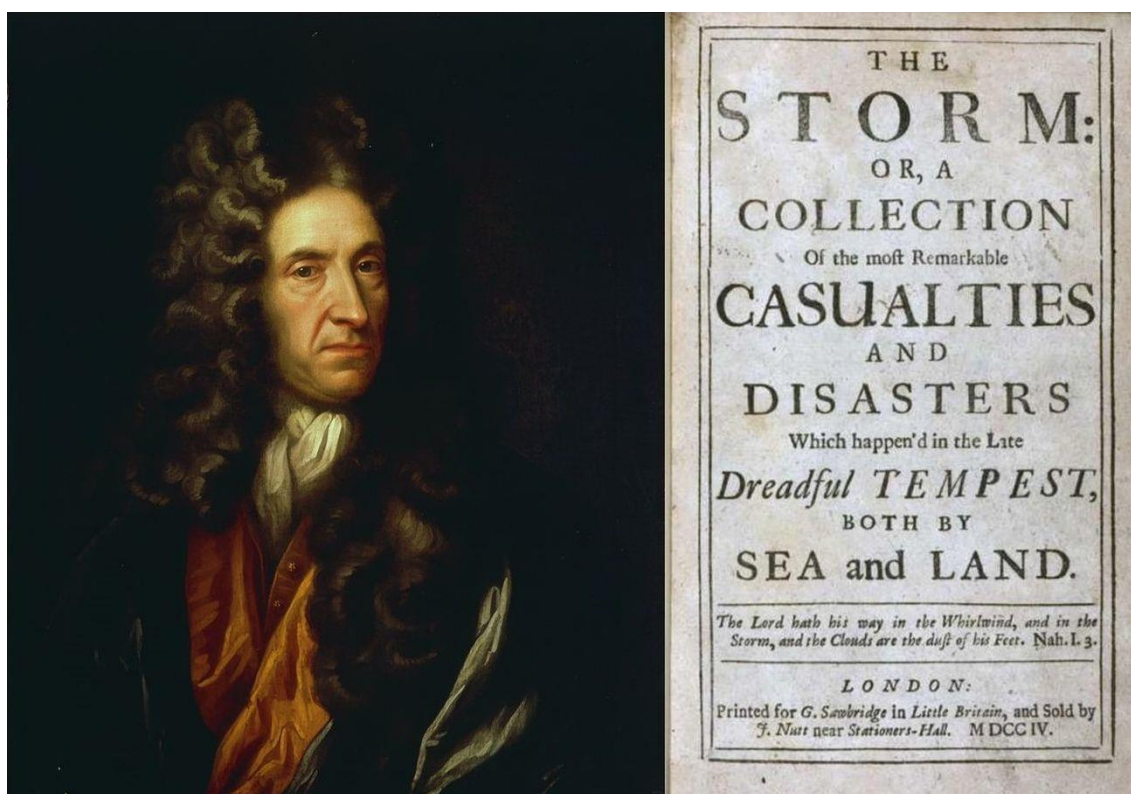 THE
STORM:
OR, A
COLLECTION
Of the moſt Remarkable
CASUALTIES
AND
DISASTERS
Which happen'd in the Late
Dreadful TEMPEST,
BOTH BY
SEA and LAND.
The Lord hath his way in the Whirlwind, and in the
Storm, and the Clouds are the duſt of his Feet. Nah. I. 3.
LONDON:
Printed for G. Sawbridge in Little Britain, and Sold by
J. Nutt near Stationers-Hall. M DCC IV.